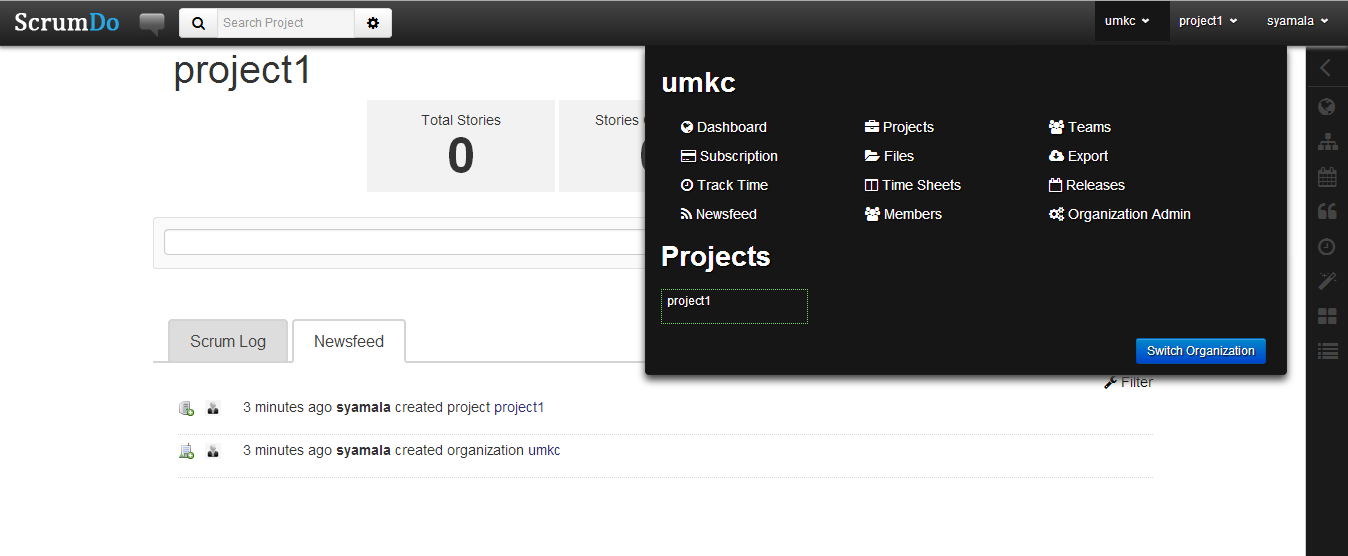 ScrumDo
Search Project
umkc
project1
syamala
project1
Total Stories
0
Stories
umkc
Dashboard
Projects
Teams
Subscription
Files
Export
Track Time
Time Sheets
Releases
Newsfeed
Members
Organization Admin
Projects
project1
Switch Organization
Scrum Log
Newsfeed
Filter
3 minutes ago syamala created project project1
3 minutes ago syamala created organization umkc